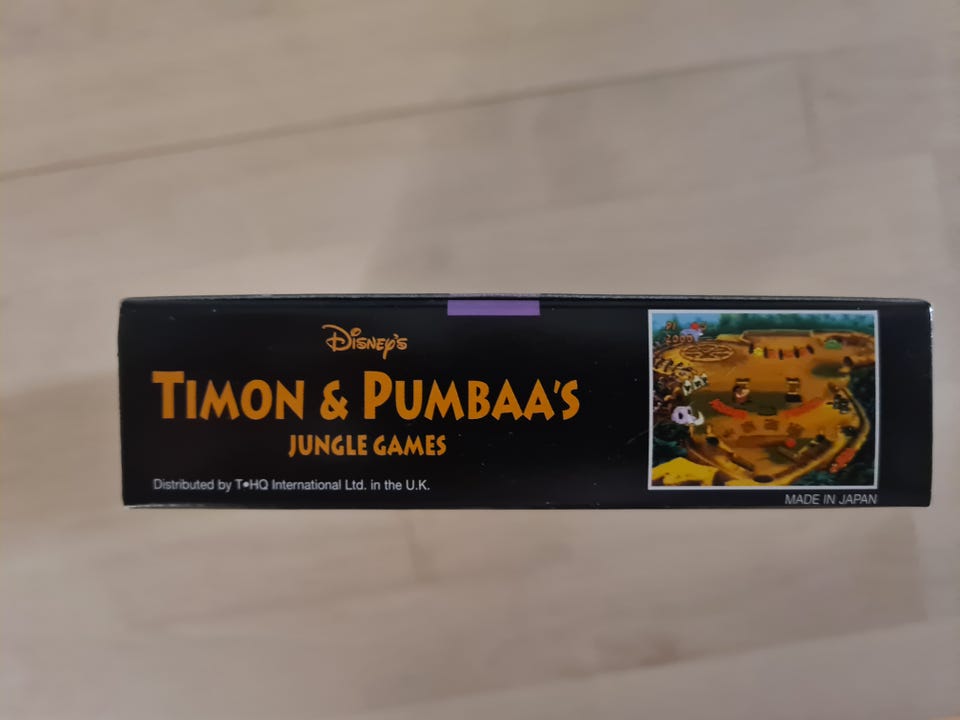 Disney's
TIMON & PUMBAA'S
JUNGLE GAMES
Distributed by T•HQ International Ltd. in the U.K.
MADE IN JAPAN